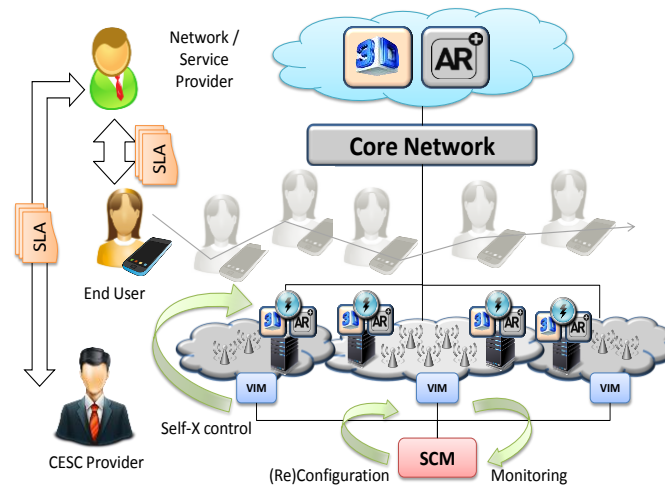 Network /
Service
Provider
3D
AR+
Core Network
SLA
SLA
End User
3D
AR+
3D
AR+
3D
AR+
3D
AR+
VIM
VIM
VIM
Self-X control
CESC Provider
(Re)Configuration
SCM
Monitoring